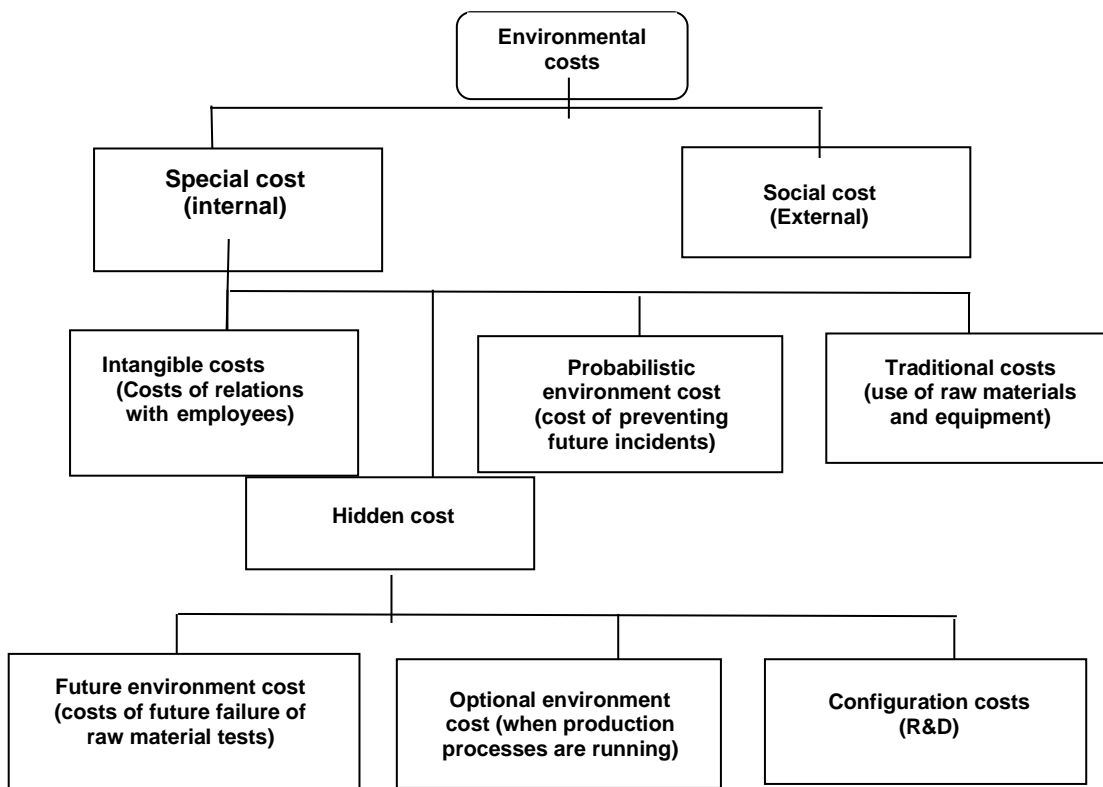 Environmental
costs
Special cost
(internal)
Social cost
(External)
Intangible costs
(Costs of relations
with employees)
Probabilistic
environment cost
(cost of preventing
future incidents)
Traditional costs
(use of raw materials
and equipment)
Hidden cost
Future environment cost
(costs of future failure of
raw material tests)
Optional environment
cost (when production
processes are running)
Configuration costs
(R&D)